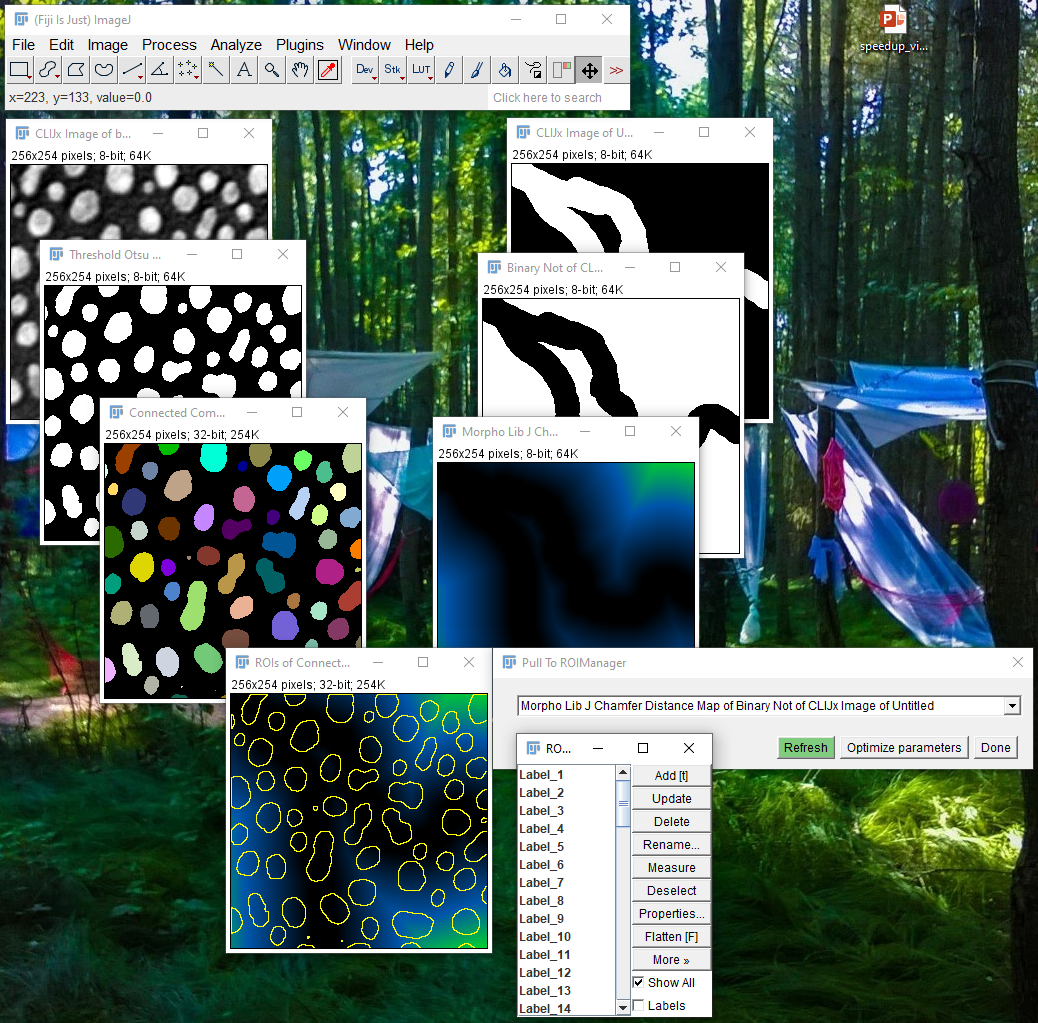 (Fiji Is Just) ImageJ
File Edit Image Process Analyze Plugins Window Help
A Dev Stk LUT >>
x=223, y=133, value=0.0
Click here to search
speedup_vi...
CLIJx Image of b...
256x254 pixels; 8-bit; 64K
CLIJx Image of U...
256x254 pixels; 8-bit; 64K
Threshold Otsu
256x254 pixels; 8-bit; 64K
Binary Not of CL...
256x254 pixels; 8-bit; 64K
Connected Com...
256x254 pixels; 32-bit; 254K
Morpho Lib J Ch...
256x254 pixels; 8-bit; 64K
ROIs of Connect...
256x254 pixels; 32-bit; 254K
Pull To ROIManager
Morpho Lib J Chamfer Distance Map of Binary Not of CLIJx Image of Untitled
Refresh Optimize parameters Done
RO...
Label_1
Label_2
Label_3
Label_4
Label_5
Label_6
Label_7
Label_8
Label_9
Label_10
Label_11
Label_12
Label_13
Label_14
Add [t]
Update
Delete
Rename...
Measure
Deselect
Properties...
Flatten [F]
More »
Show All
Labels